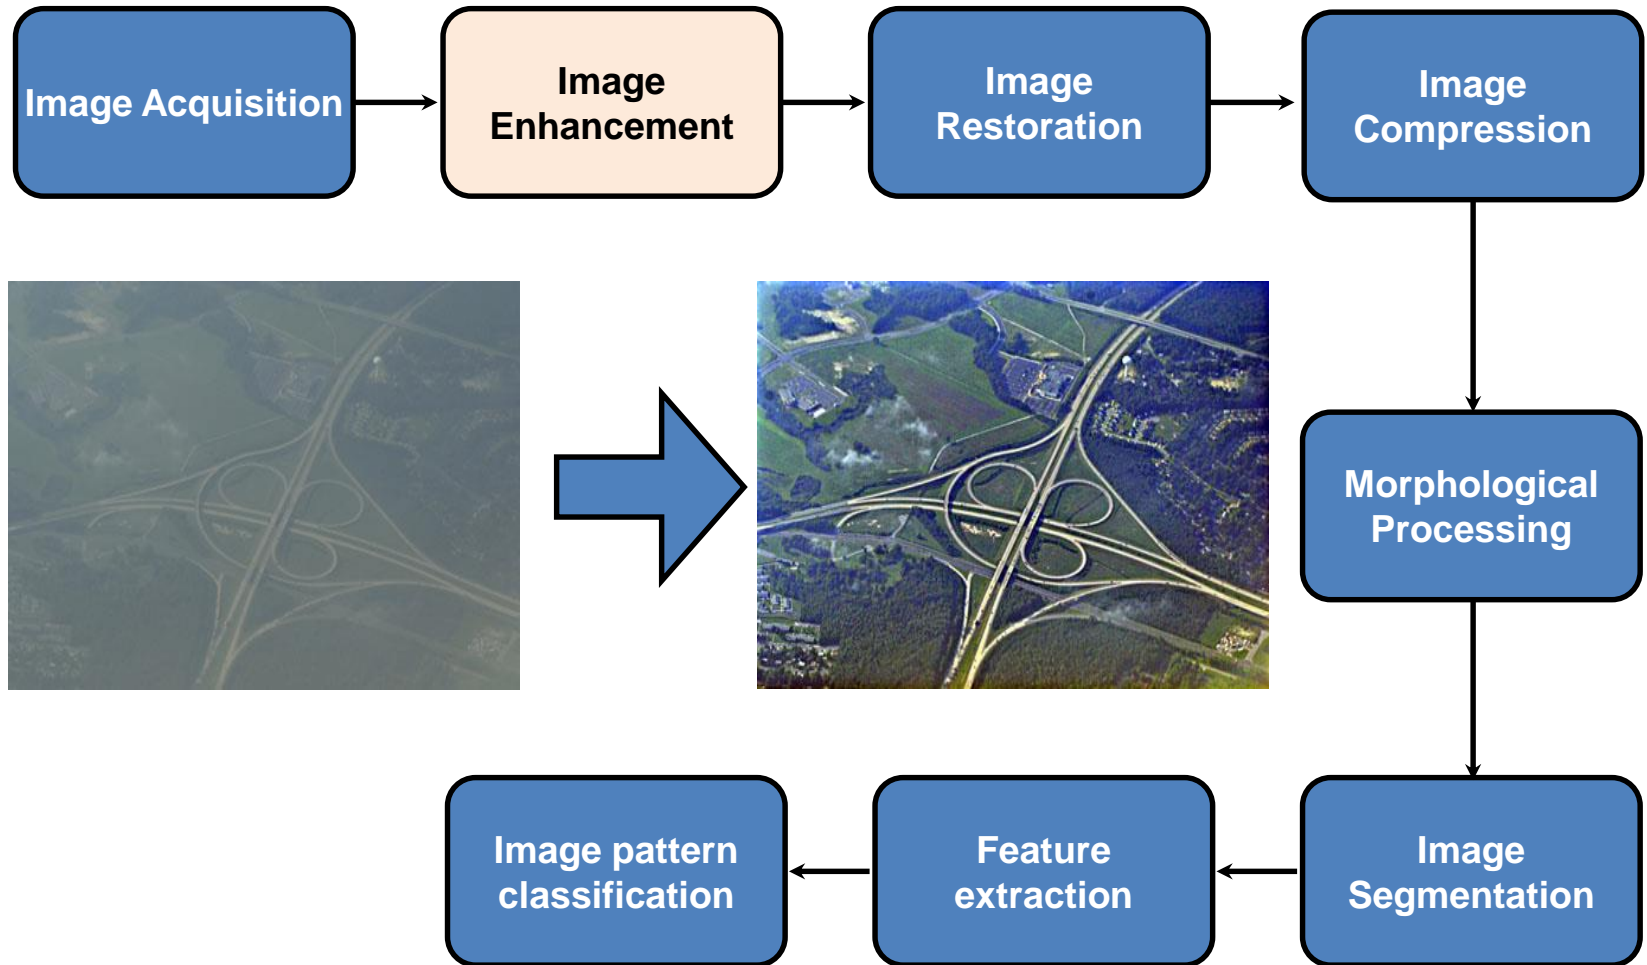 Image Acquisition
Image
Enhancement
Image
Restoration
Image
Compression
Morphological
Processing
Image
Segmentation
Feature
extraction
Image pattern
classification